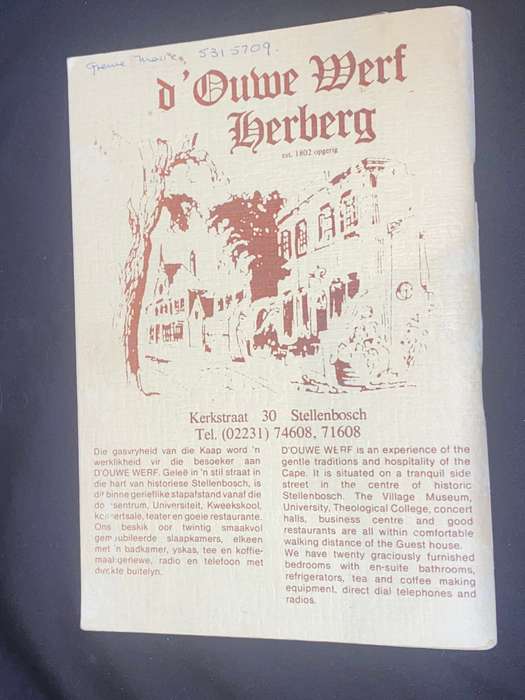 5315709.
d'Ouwe Werf
Herberg
est. 1802 opgerig
Kerkstraat 30 Stellenbosch
Tel. (02231) 74608, 71608
Die gasvryheid van die Kaap word 'n
werklikheid vir die besoeker aan
D'OUWE WERF. Geleë in 'n stil straat in
die hart van historiese Stellenbosch, is
dit binne gerieflike stapafstand vanaf die
Universiteit, Kweekskool,
teater en goeie restaurante.
Ons beskik oor twintig smaakvol
slaapkamers, elkeen
met 'n badkamer, yskas, tee en koffie-
radio en telefoon met
buitelyn.
D'OUWE WERF is an experience of the
gentle traditions and hospitality of the
Cape. It is situated on a tranquil side
street in the centre of historic
Stellenbosch. The Village Museum,
University, Theological College, concert
halls, business centre and good
restaurants are all within comfortable
walking distance of the Guest house.
We have twenty graciously furnished
bedrooms with en-suite bathrooms,
refrigerators, tea and coffee making
equipment, direct dial telephones and
radios.